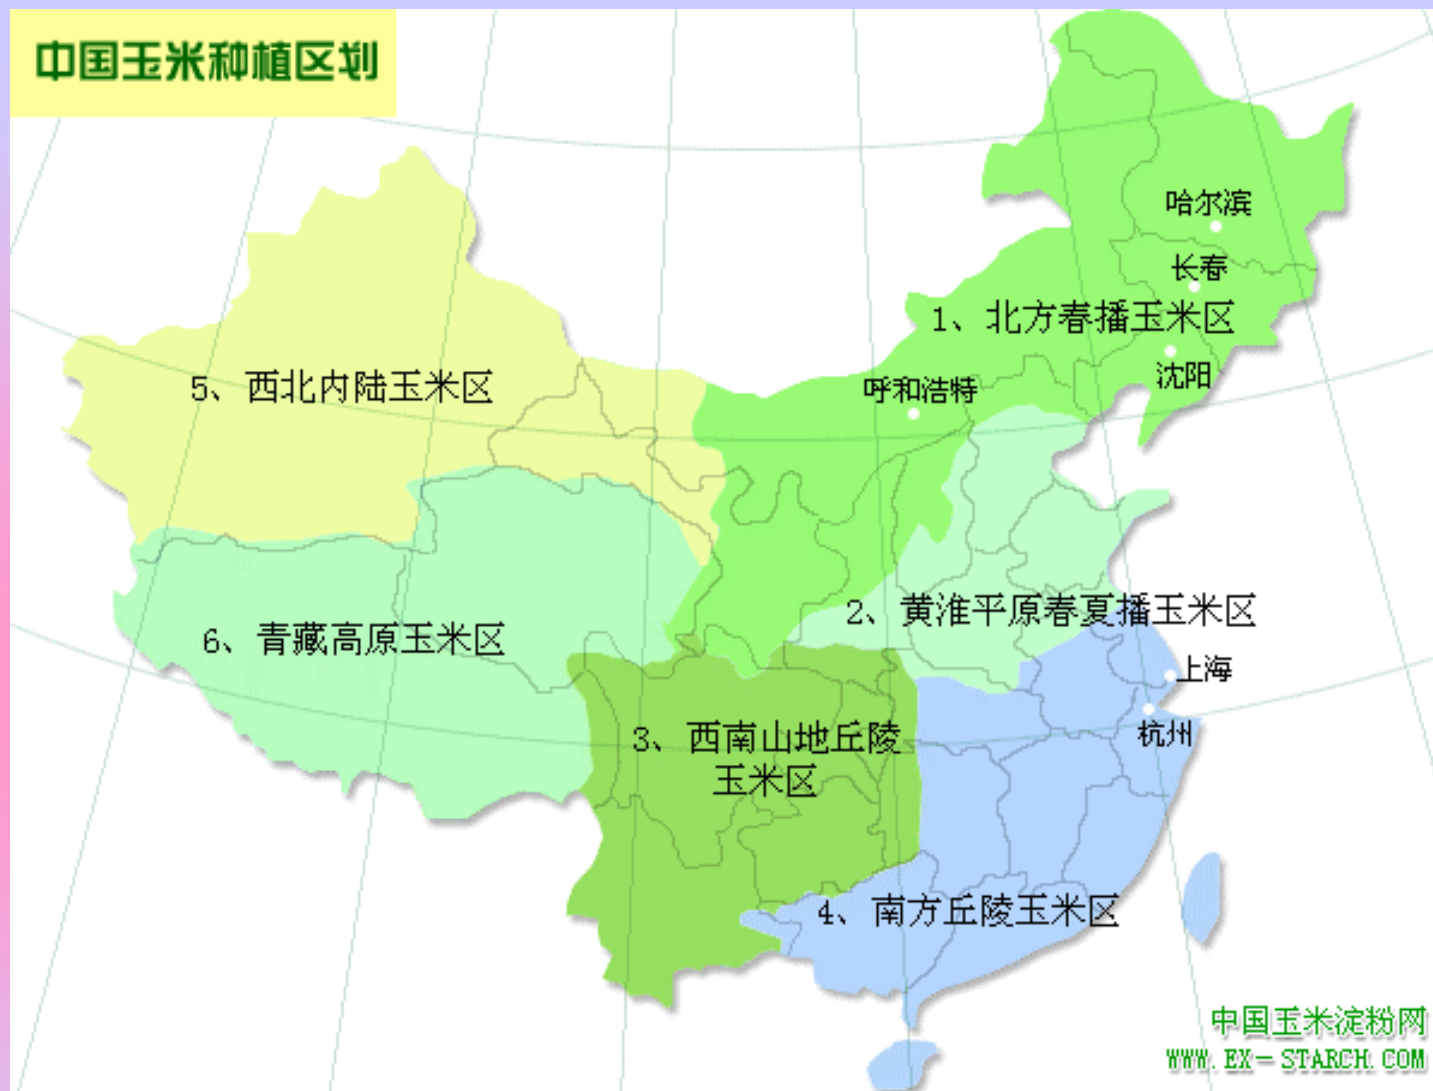 中国玉米种植区划
哈尔滨
长春
1、北方春播玉米区
沈阳
呼和浩特
5、西北内陆玉米区
2、黄淮平原春夏播玉米区
6、青藏高原玉米区
上海
杭州
3、西南山地丘陵
玉米区
4、南方丘陵玉米区
中国玉米淀粉网
WWW.EX-STARCH.COM